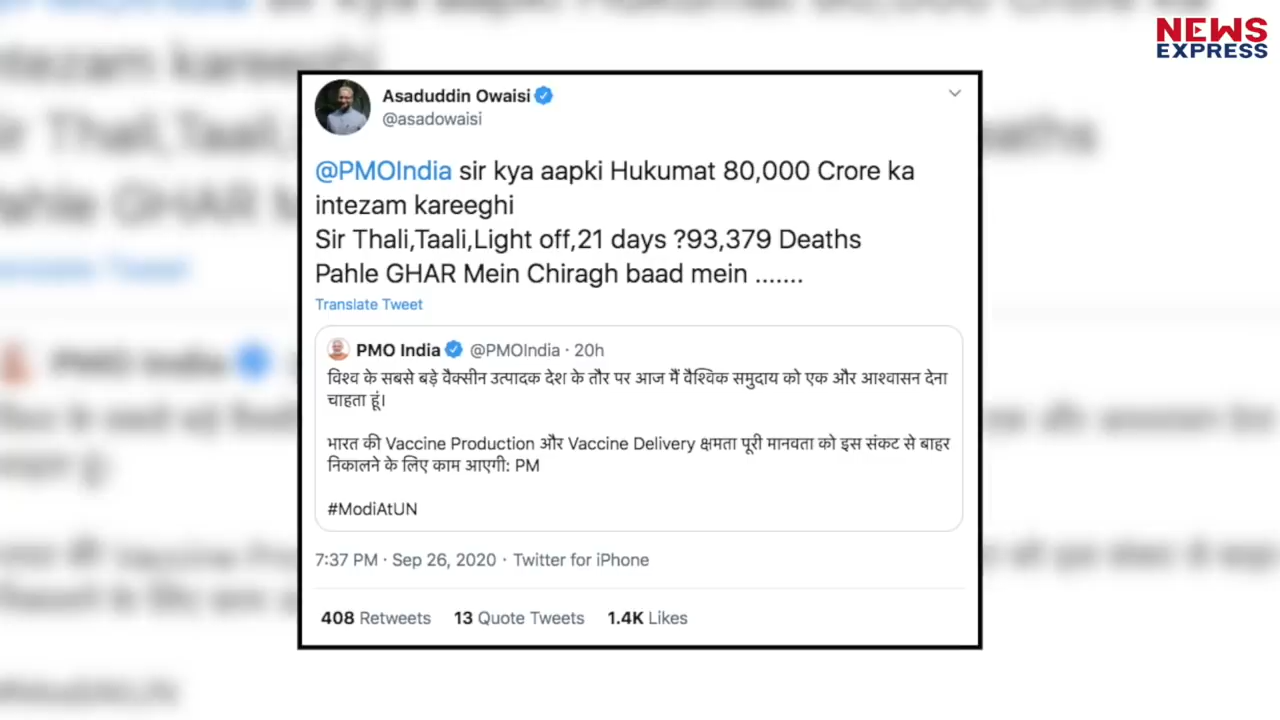 NEWS
EXPRESS
Asaduddin Owaisi
@asadowaisi
@PMOIndia sir kya aapki Hukumat 80,000 Crore ka
intezam kareeghi
Sir Thali,Taali,Light off,21 days ?93,379 Deaths
Pahle GHAR Mein Chiragh baad mein .......
Translate Tweet
PMO India @PMOIndia · 20h
विश्व के सबसे बड़े वैक्सीन उत्पादक देश के तौर पर आज मैं वैश्विक समुदाय को एक और आश्वासन देना
चाहता हूं।
भारत की Vaccine Production और Vaccine Delivery क्षमता पूरी मानवता को इस संकट से बाहर
निकालने के लिए काम आएगी: PM
#ModiAtUN
7:37 PM · Sep 26, 2020 · Twitter for iPhone
408 Retweets 13 Quote Tweets 1.4K Likes